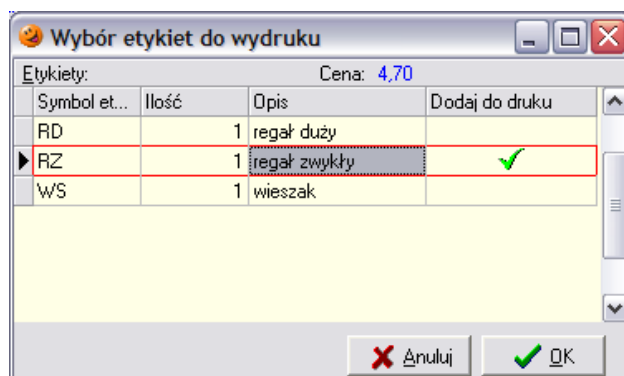 Wybór etykiet do wydruku
Etykiety: Cena: 4,70
Symbol et... Ilość Opis Dodaj do druku
RD 1 regał duży
RZ 1 regał zwykły
WS 1 wieszak
Anuluj OK